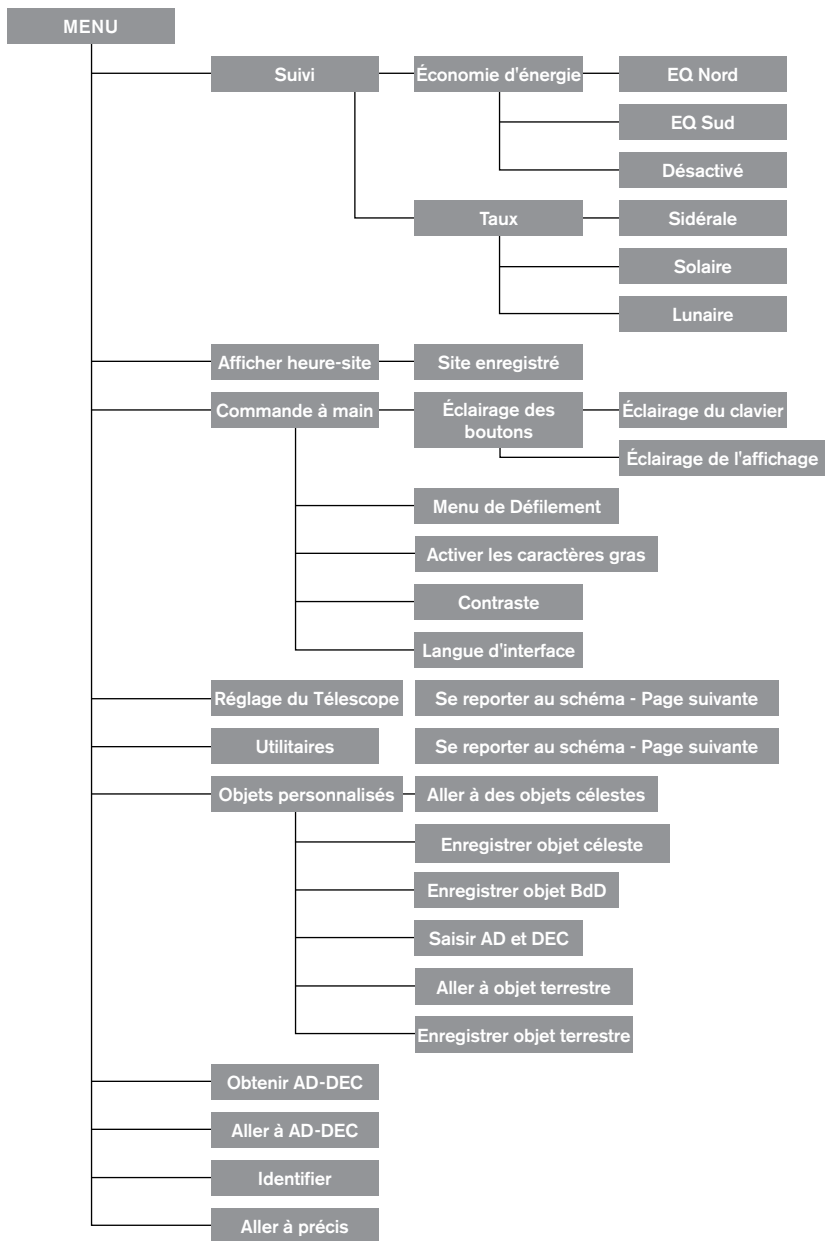 MENU
Suivi
Économie d'énergie
EQ Nord
EQ Sud
Désactivé
Taux
Sidérale
Solaire
Lunaire
Afficher heure-site
Site enregistré
Commande à main
Éclairage des
boutons
Éclairage du clavier
Éclairage de l'affichage
Menu de Défilement
Activer les caractères gras
Contraste
Langue d'interface
Réglage du Télescope
Se reporter au schéma - Page suivante
Utilitaires
Se reporter au schéma - Page suivante
Objets personnalisés
Aller à des objets célestes
Enregistrer objet céleste
Enregistrer objet BdD
Saisir AD et DEC
Aller à objet terrestre
Enregistrer objet terrestre
Obtenir AD-DEC
Aller à AD-DEC
Identifier
Aller à précis